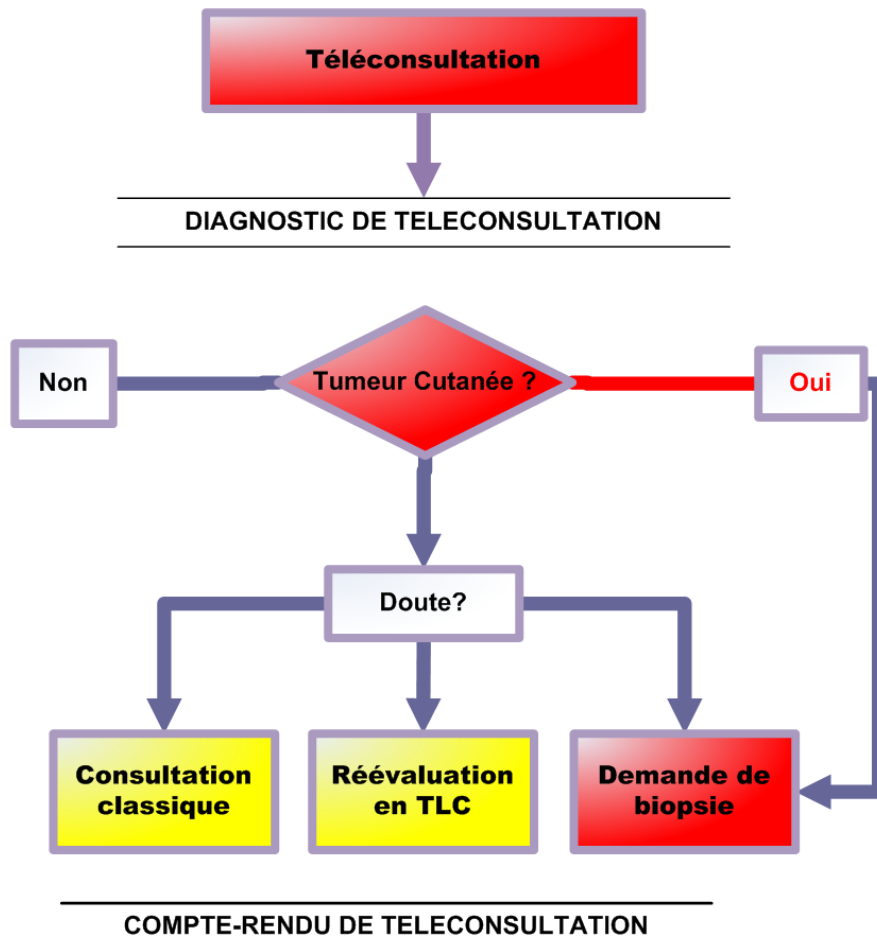 Téléconsultation
DIAGNOSTIC DE TELECONSULTATION
Non
Tumeur Cutanée ?
Oui
Doute?
Consultation
classique
Réévaluation
en TLC
Demande de
biopsie
COMPTE-RENDU DE TELECONSULTATION